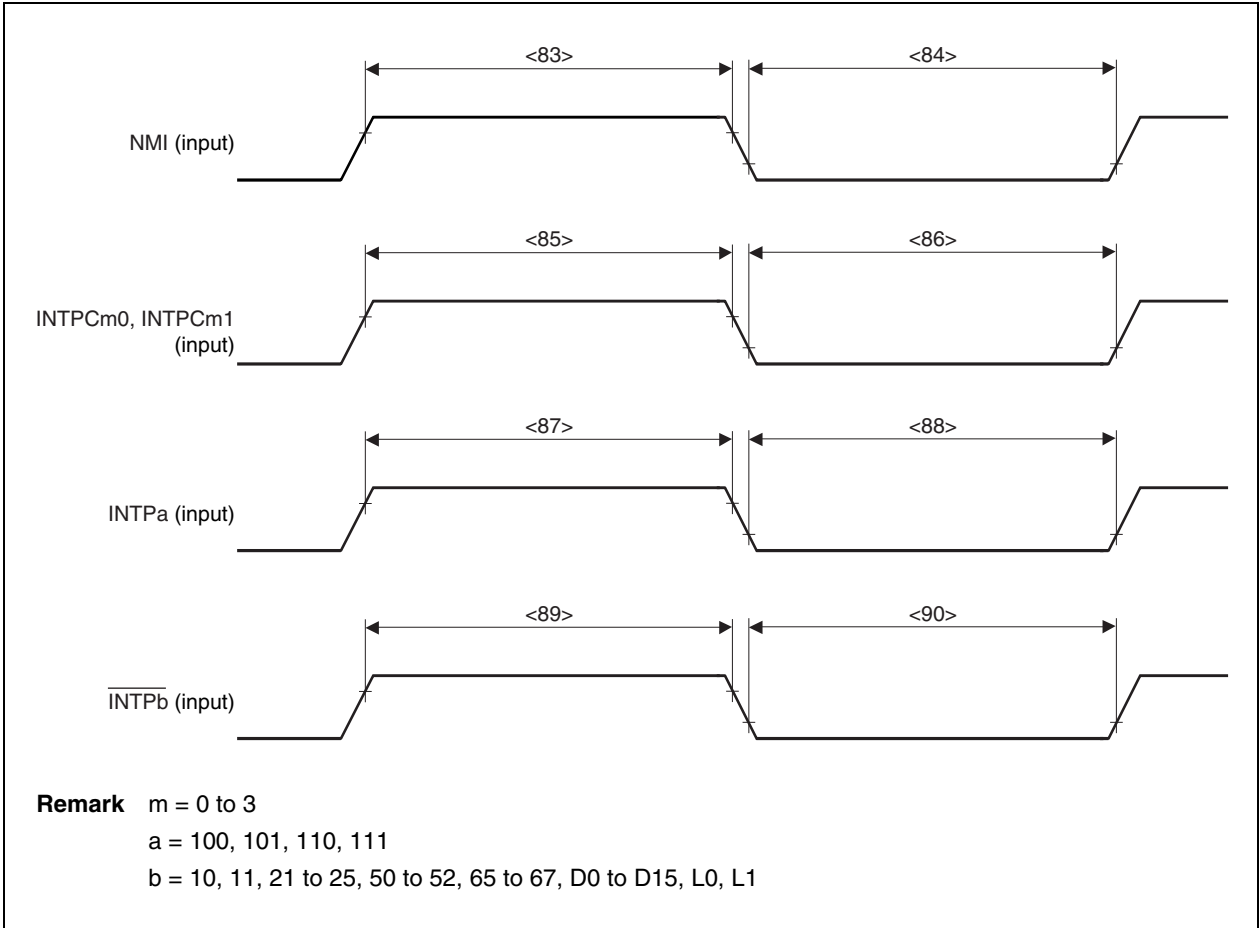 <83> <84>
NMI (input)
<85> <86>
INTPCm0, INTPCm1
(input)
<87> <88>
INTPa (input)
<89> <90>
INTPb (input)
Remark m = 0 to 3
a = 100, 101, 110, 111
b = 10, 11, 21 to 25, 50 to 52, 65 to 67, D0 to D15, L0, L1